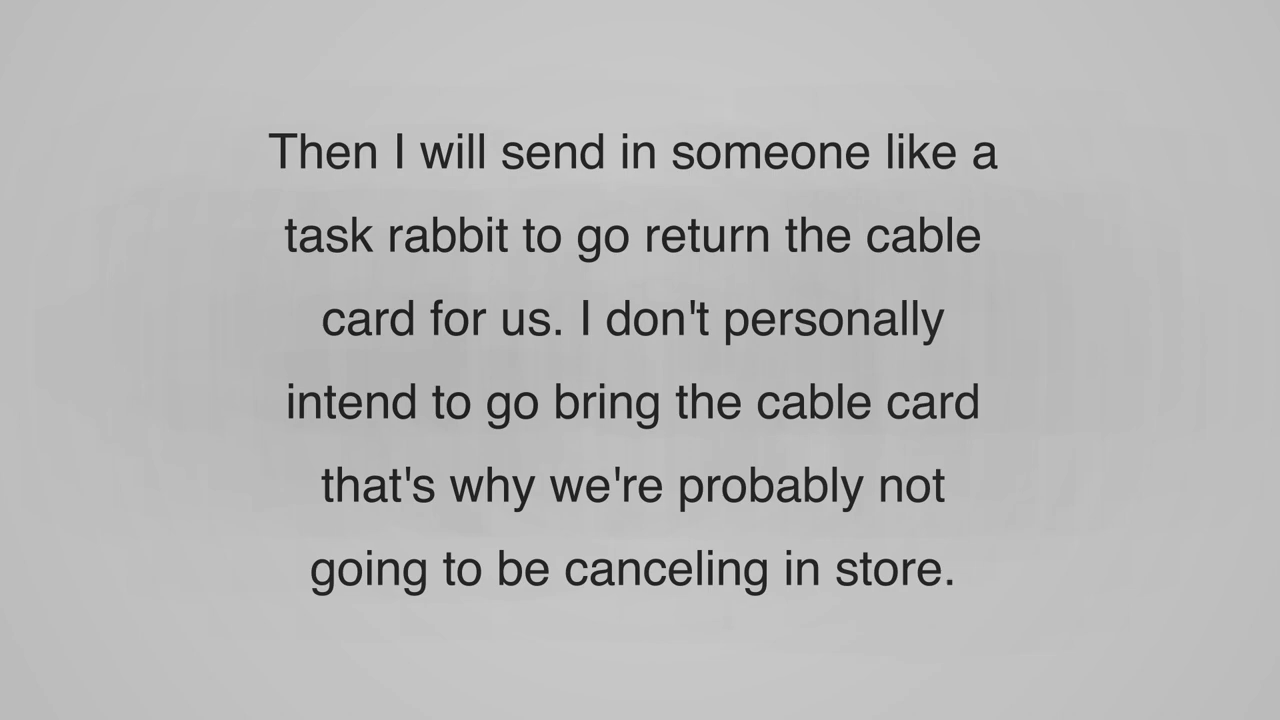 Then I will send in someone like a
task rabbit to go return the cable
card for us. I don't personally
intend to go bring the cable card
that's why we're probably not
going to be canceling in store.